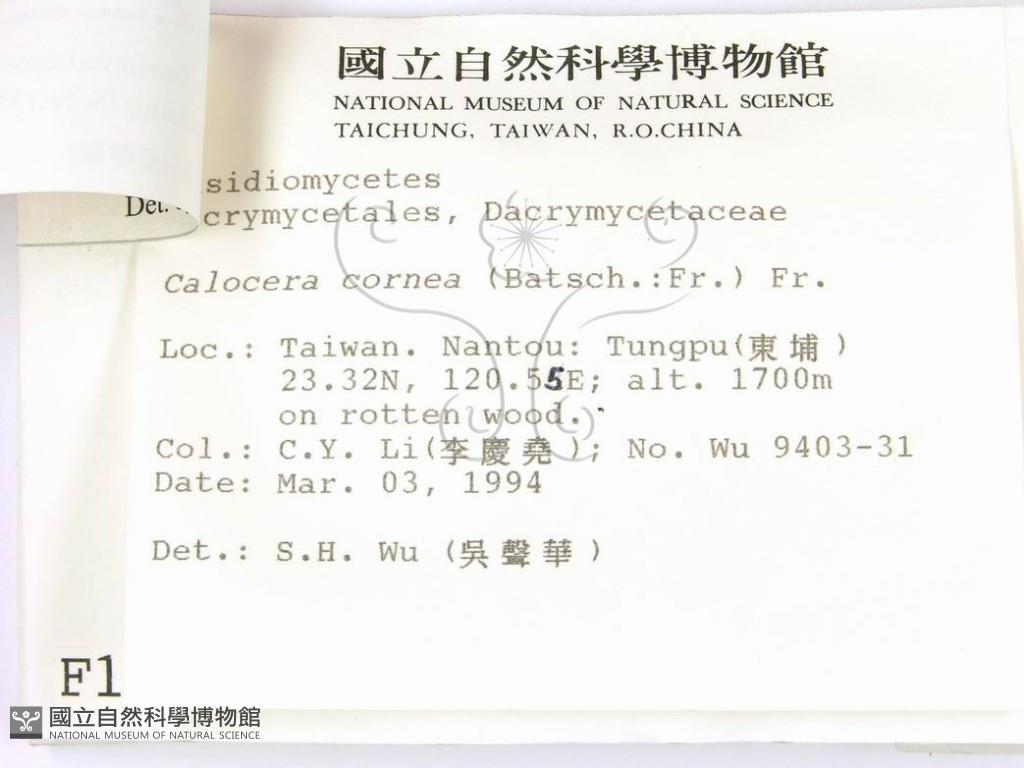 國立自然科學博物館
NATIONAL MUSEUM OF NATURAL SCIENCE
TAICHUNG, TAIWAN, R.O.CHINA
sidiomycetes
Det.
crymycetales, Dacrymycetaceae
Calocera cornea (Batsch.:Fr.) Fr.
Loc.: Taiwan. Nantou: Tungpu(東埔)
23.32N, 120.55E; alt. 1700m
on rotten wood.
Col.: C.Y. Li(李慶堯); No. Wu 9403-31
Date: Mar. 03, 1994
Det.: S.H. Wu (吳聲華)
F1
國立自然科學博物館
NATIONAL MUSEUM OF NATURAL SCIENCE